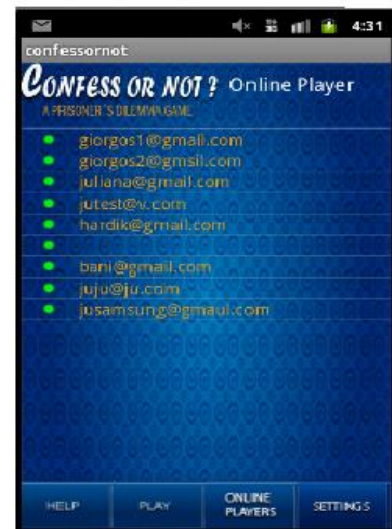 4:31
confessornot
CONFESS OR NOT? Online Player
A PRISONER'S DILEMMA GAME
giorgos1@gmail.com
giorgos2@gmsil.com
juliana@gmail.com
jutest@v.com
hardik@gmail.com
bani@gmail.com
juju@ju.com
jusamsung@gmaul.com
HELP
PLAY
ONLINE
PLAYERS
SETTINGS